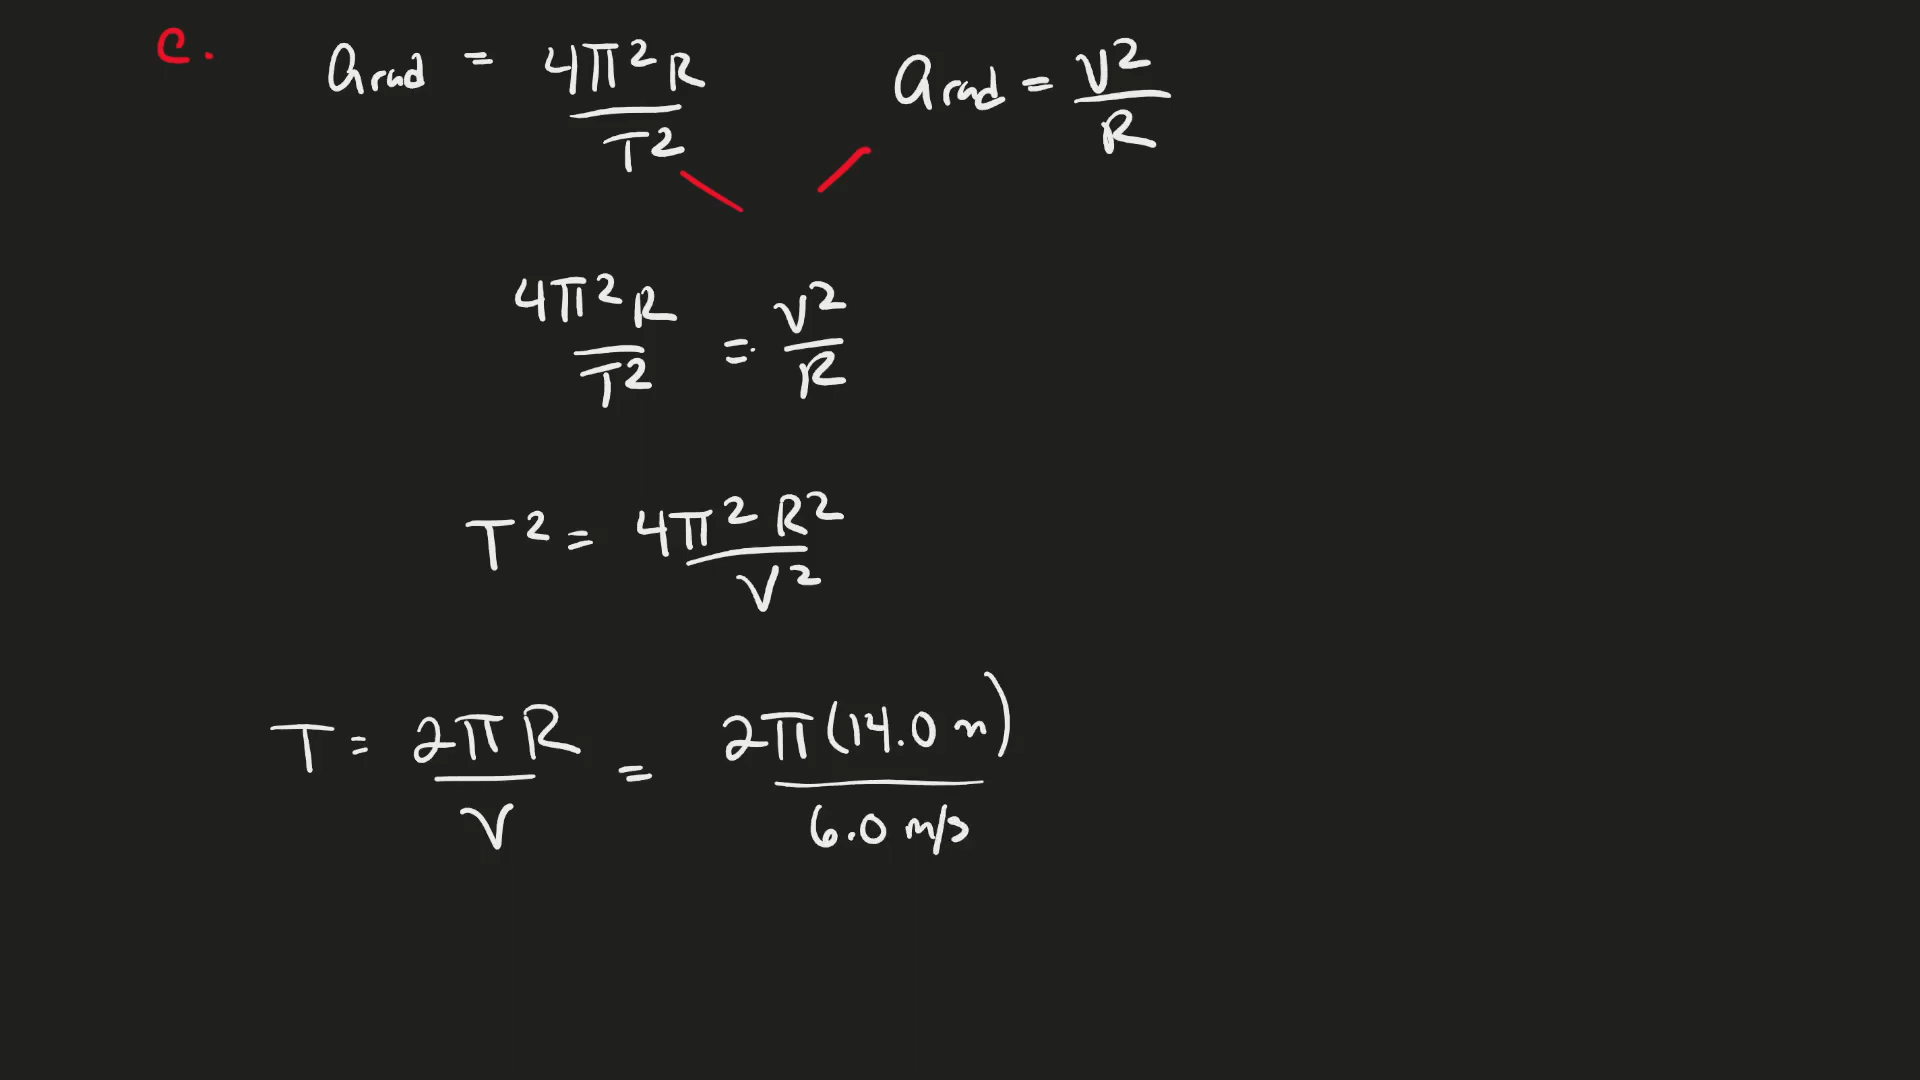 c. a_rad = 4π²R / T²   a_rad = v² / R
4π²R / T² = v² / R
T² = 4π²R² / v²
T = 2πR / v = 2π(14.0 m) / 6.0 m/s